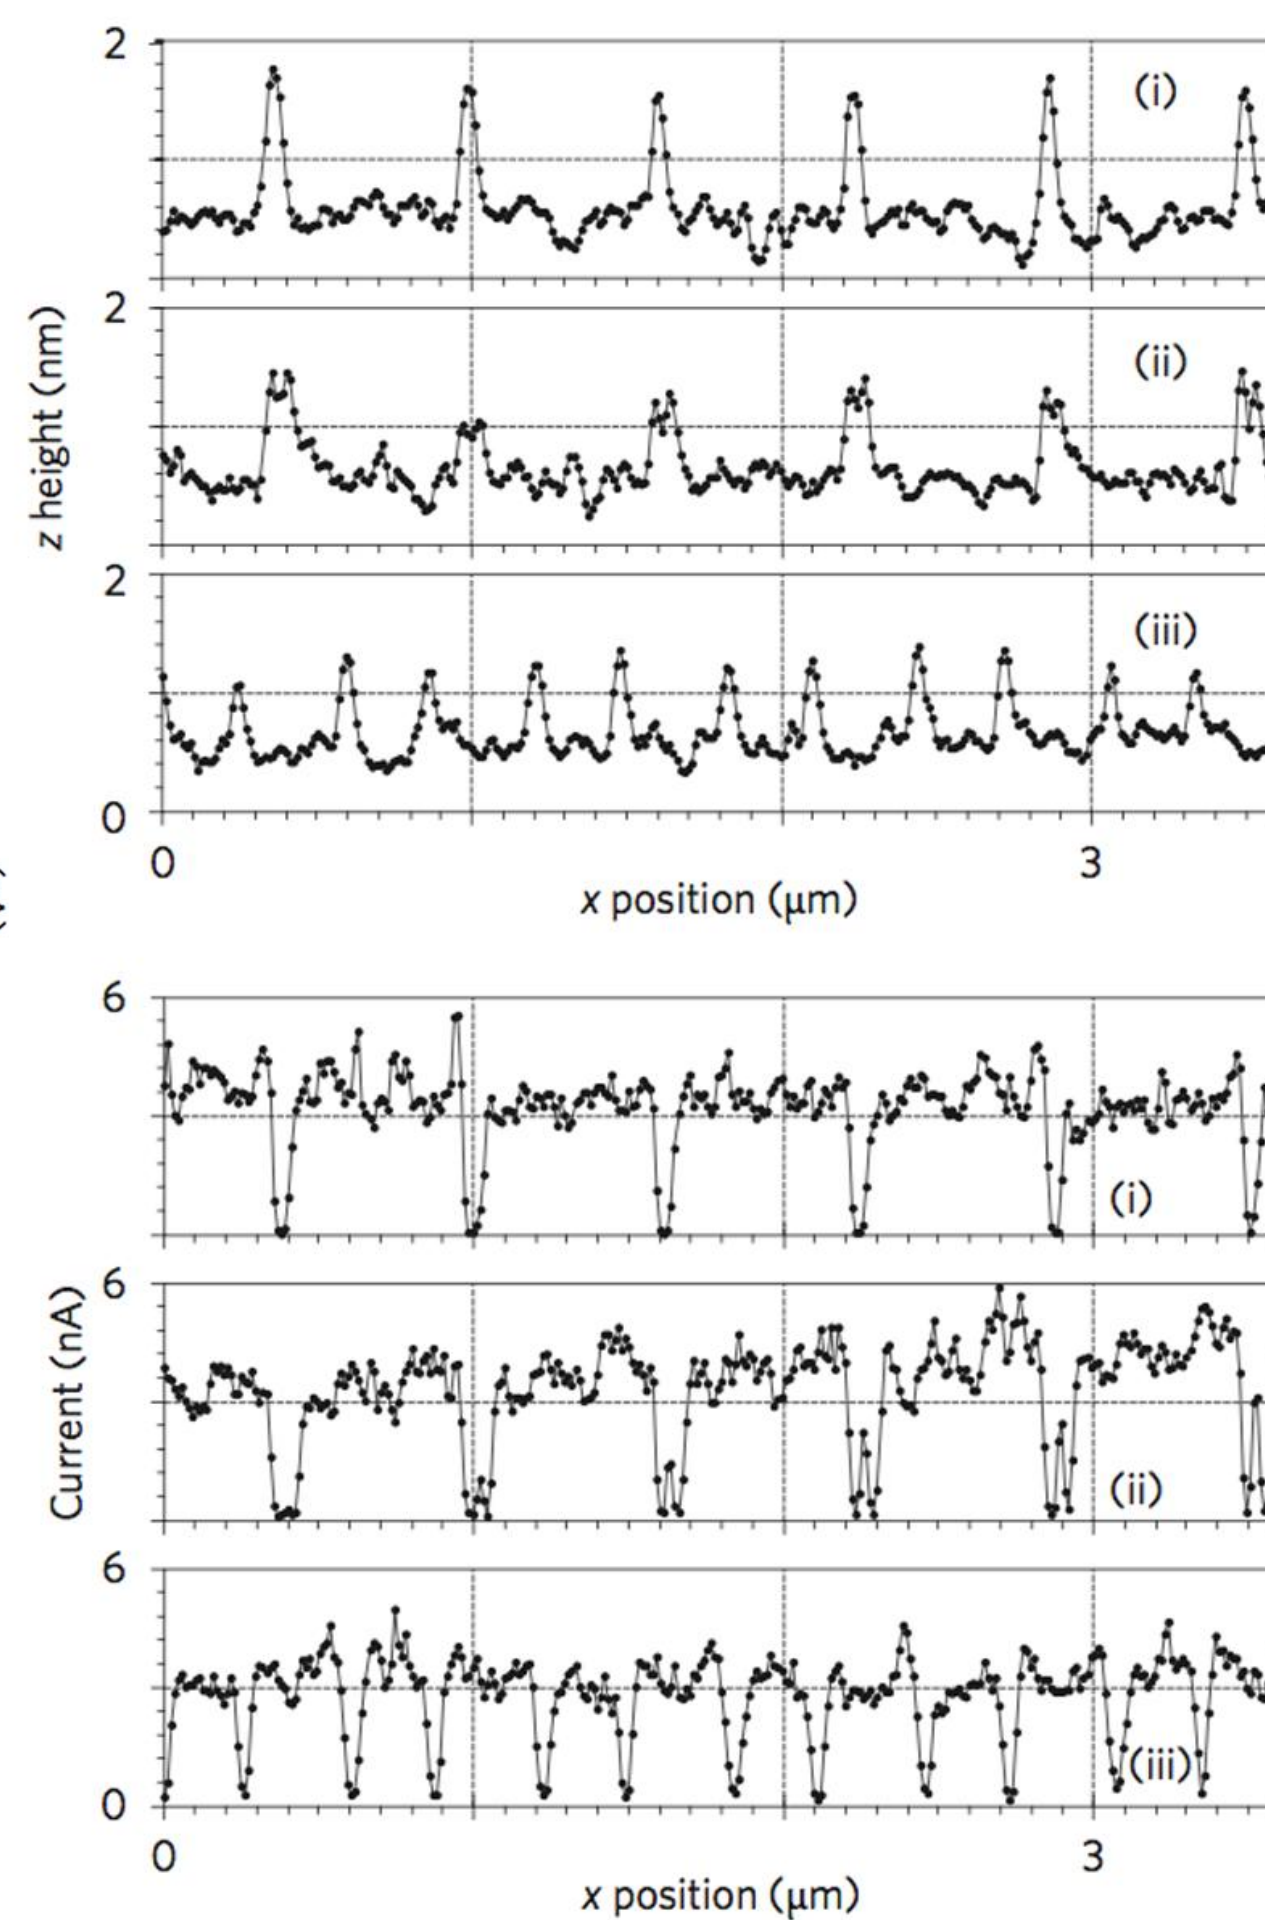 2
(i)
2
(ii)
z height (nm)
2
(iii)
0
0
3
x position (μm)
6
(i)
6
(ii)
Current (nA)
6
(iii)
0
0
3
x position (μm)